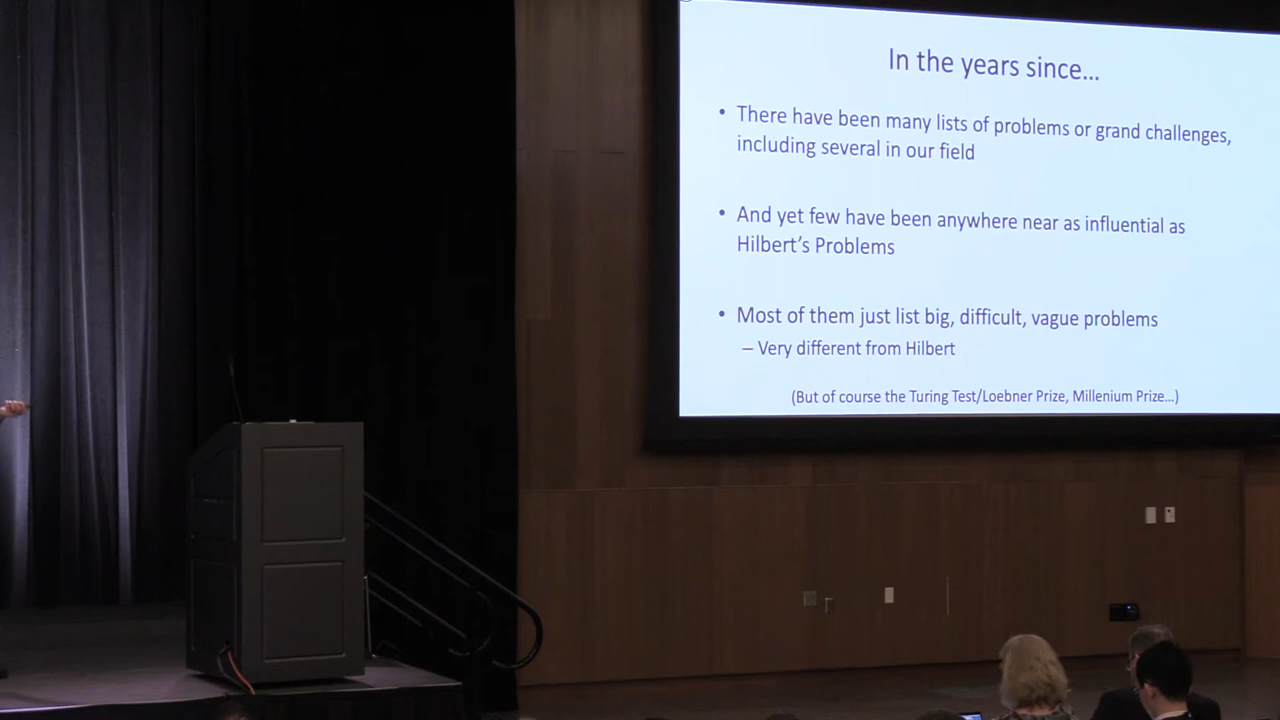 In the years since...
• There have been many lists of problems or grand challenges,
including several in our field
• And yet few have been anywhere near as influential as
Hilbert's Problems
• Most of them just list big, difficult, vague problems
– Very different from Hilbert
(But of course the Turing Test/Loebner Prize, Millenium Prize...)